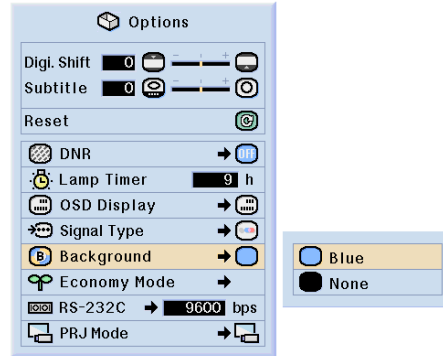 Options
Digi. Shift 0 - +
Subtitle 0 - +
Reset
DNR OFF
Lamp Timer 9 h
OSD Display
Signal Type
B Background
Blue
None
Economy Mode
RS-232C 9600 bps
PRJ Mode